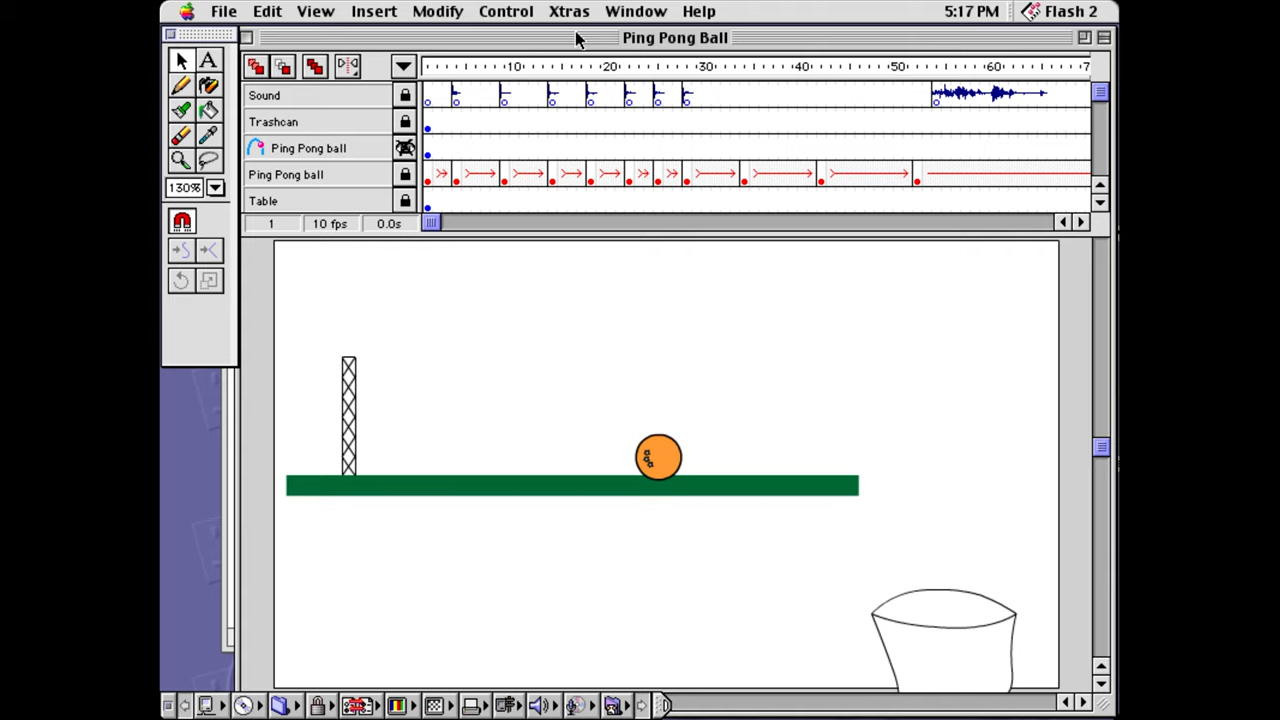 File Edit View Insert Modify Control Xtras Window Help 5:17 PM Flash 2
Ping Pong Ball
10 20 30 40 50 60 7
A
Sound
Trashcan
Ping Pong ball
Ping Pong ball
130%
Table
1 10 fps 0.0s